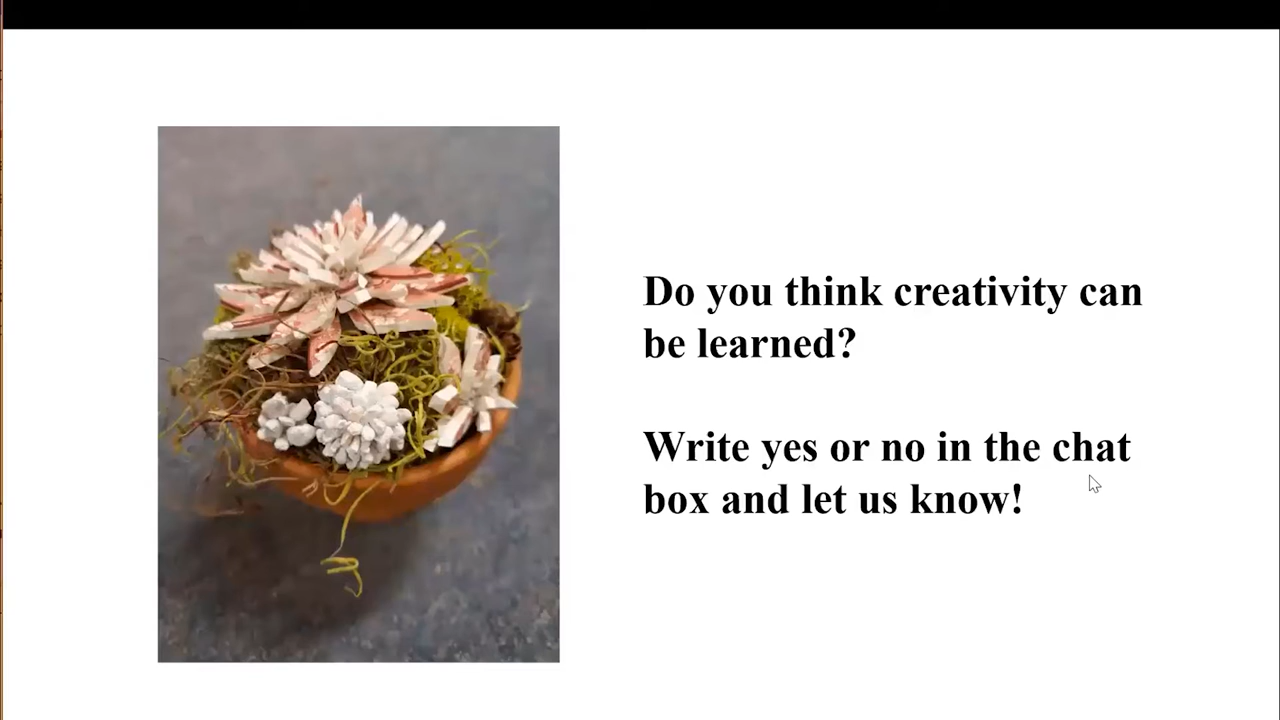 Do you think creativity can
be learned?
Write yes or no in the chat
box and let us know!